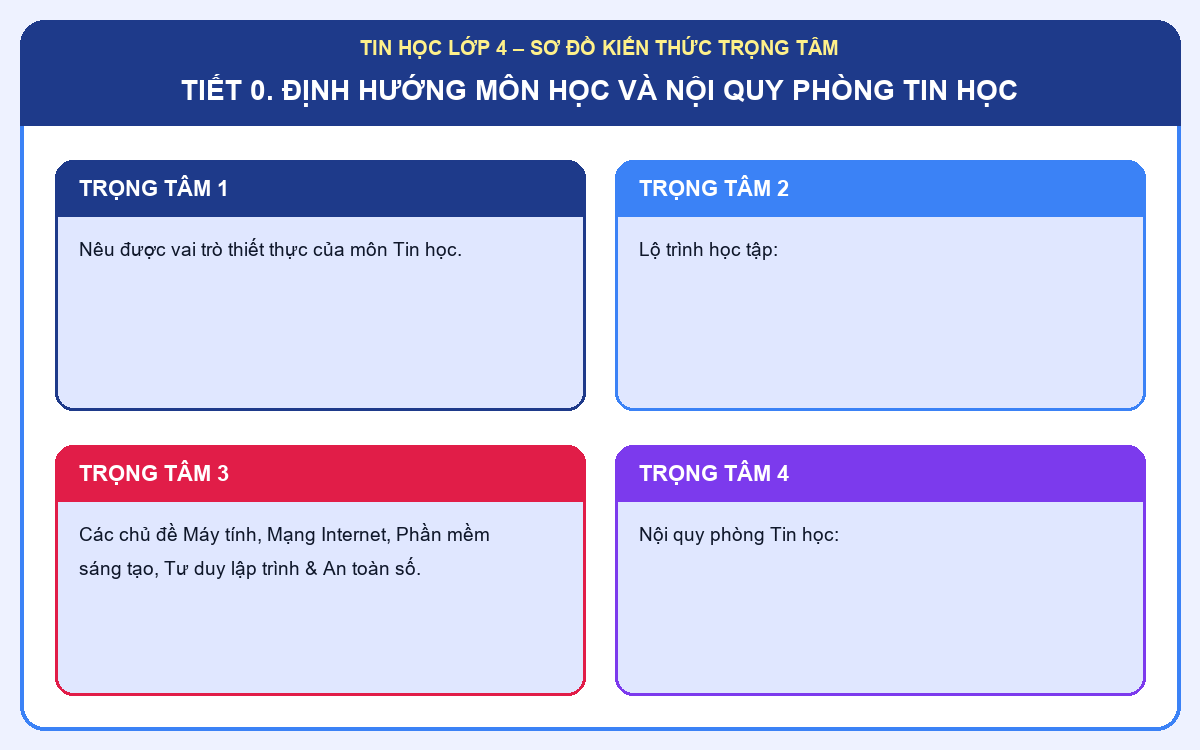 TIN HỌC LỚP 4 – SƠ ĐỒ KIẾN THỨC TRỌNG TÂM
TIẾT 0. ĐỊNH HƯỚNG MÔN HỌC VÀ NỘI QUY PHÒNG TIN HỌC
TRỌNG TÂM 1
Nêu được vai trò thiết thực của môn Tin học.
TRỌNG TÂM 2
Lộ trình học tập:
TRỌNG TÂM 3
Các chủ đề Máy tính, Mạng Internet, Phần mềm
sáng tạo, Tư duy lập trình & An toàn số.
TRỌNG TÂM 4
Nội quy phòng Tin học: